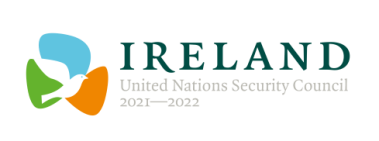 IRELAND
United Nations Security Council
2021—2022